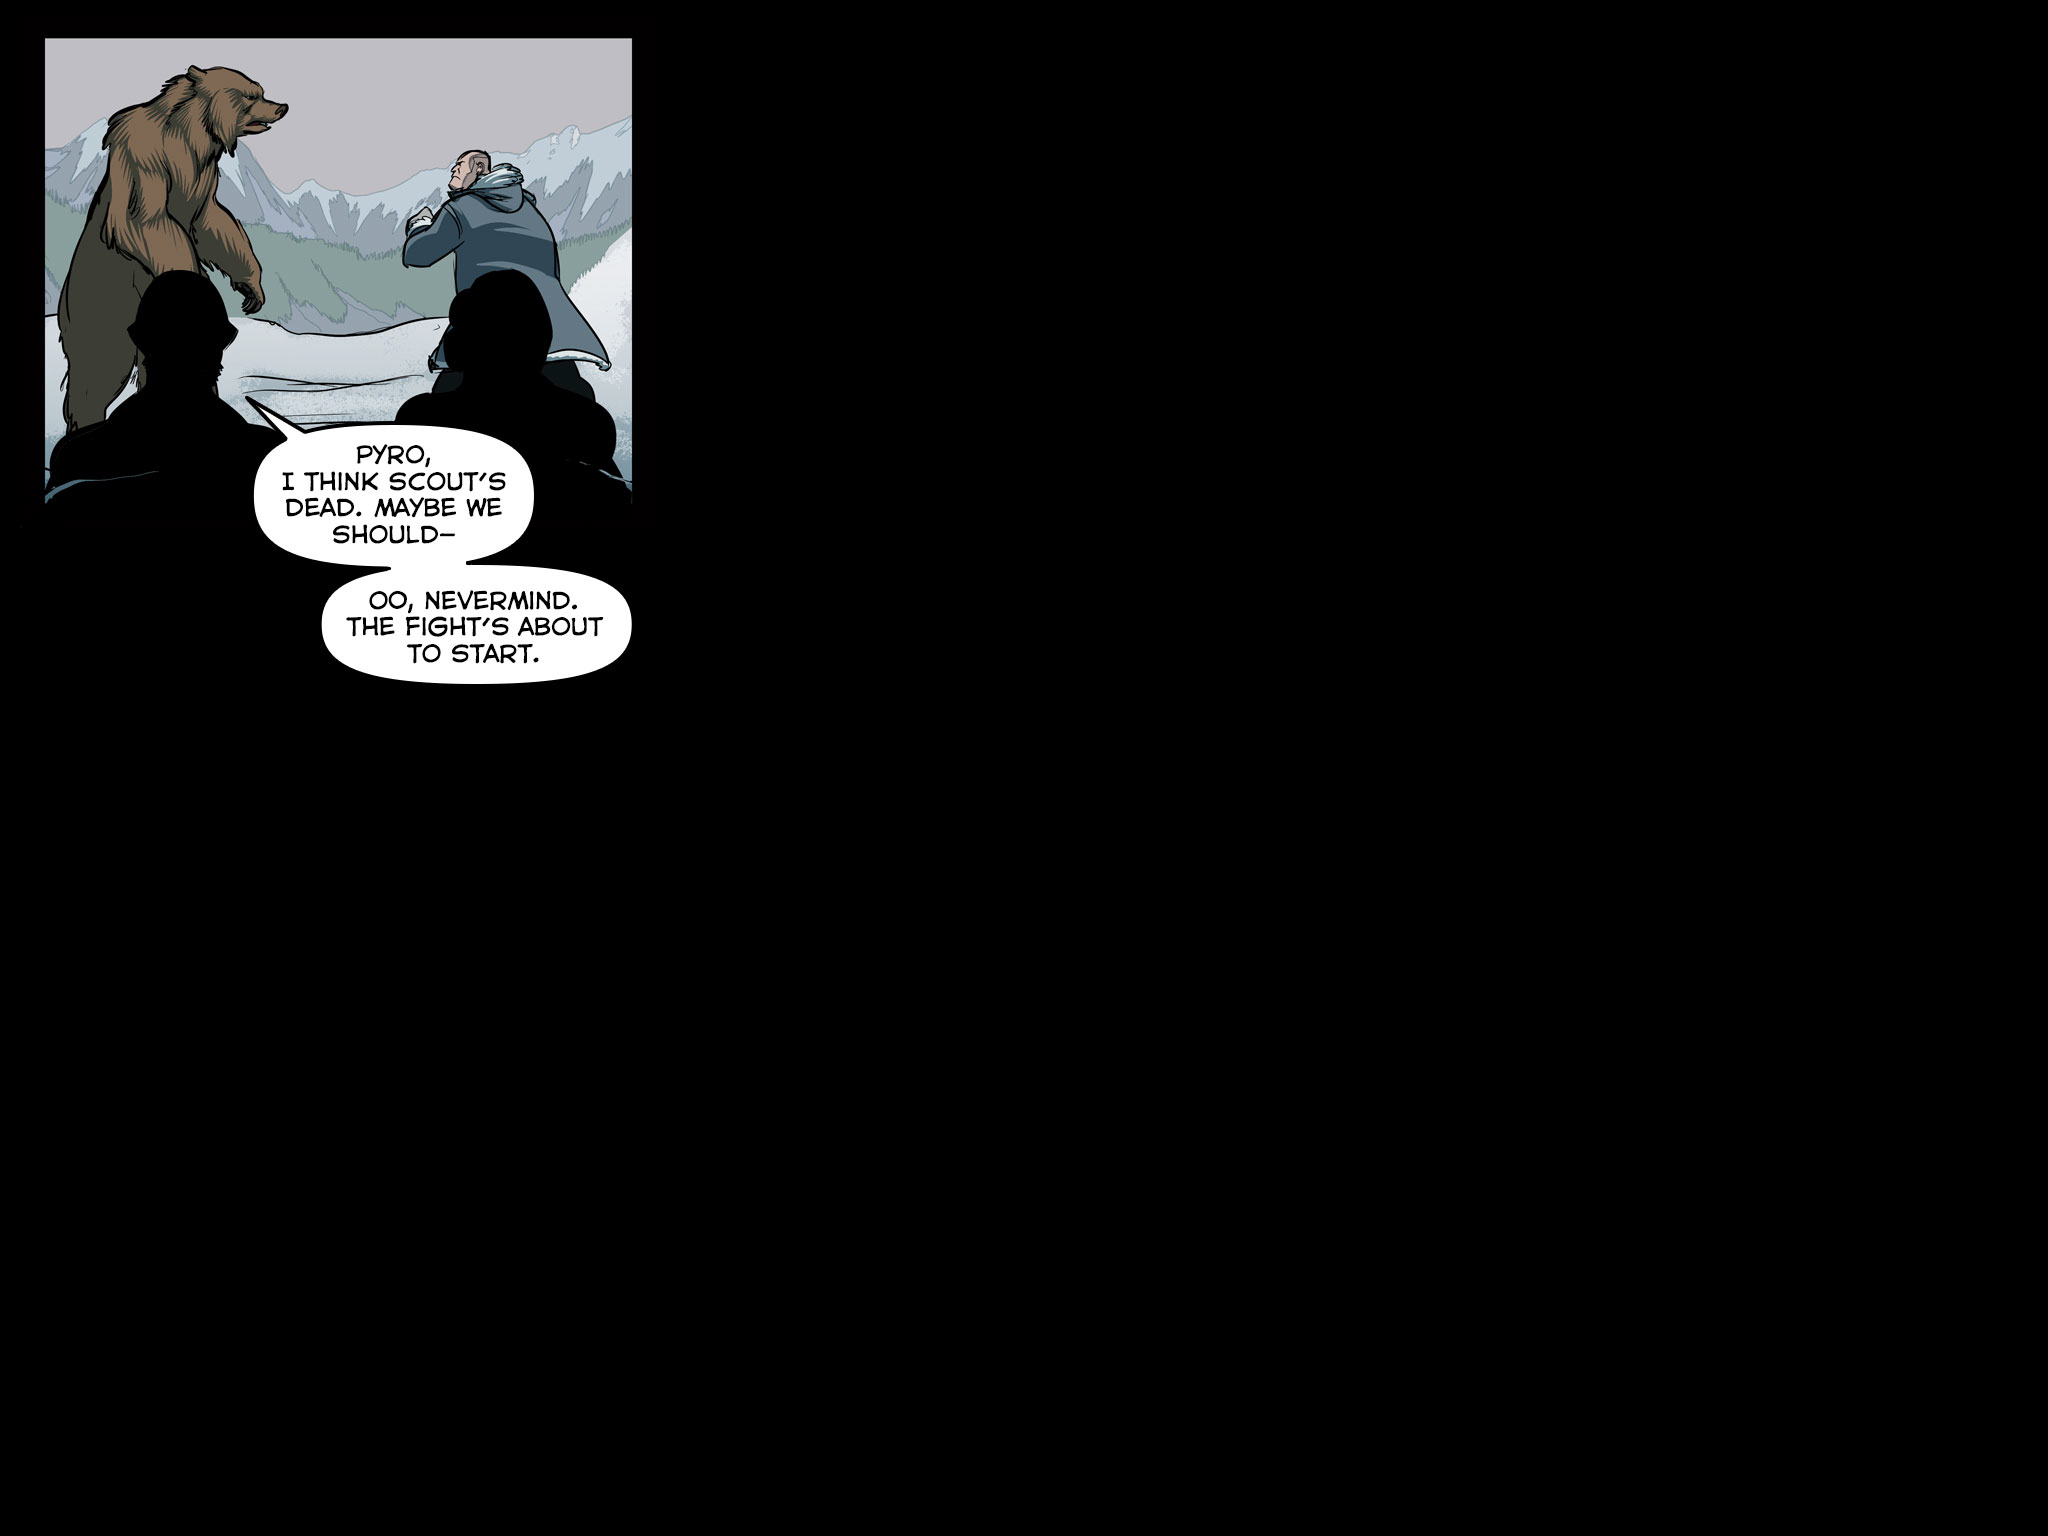 PYRO,
I THINK SCOUT'S
DEAD. MAYBE WE
SHOULD–
OO, NEVERMIND.
THE FIGHT'S ABOUT
TO START.